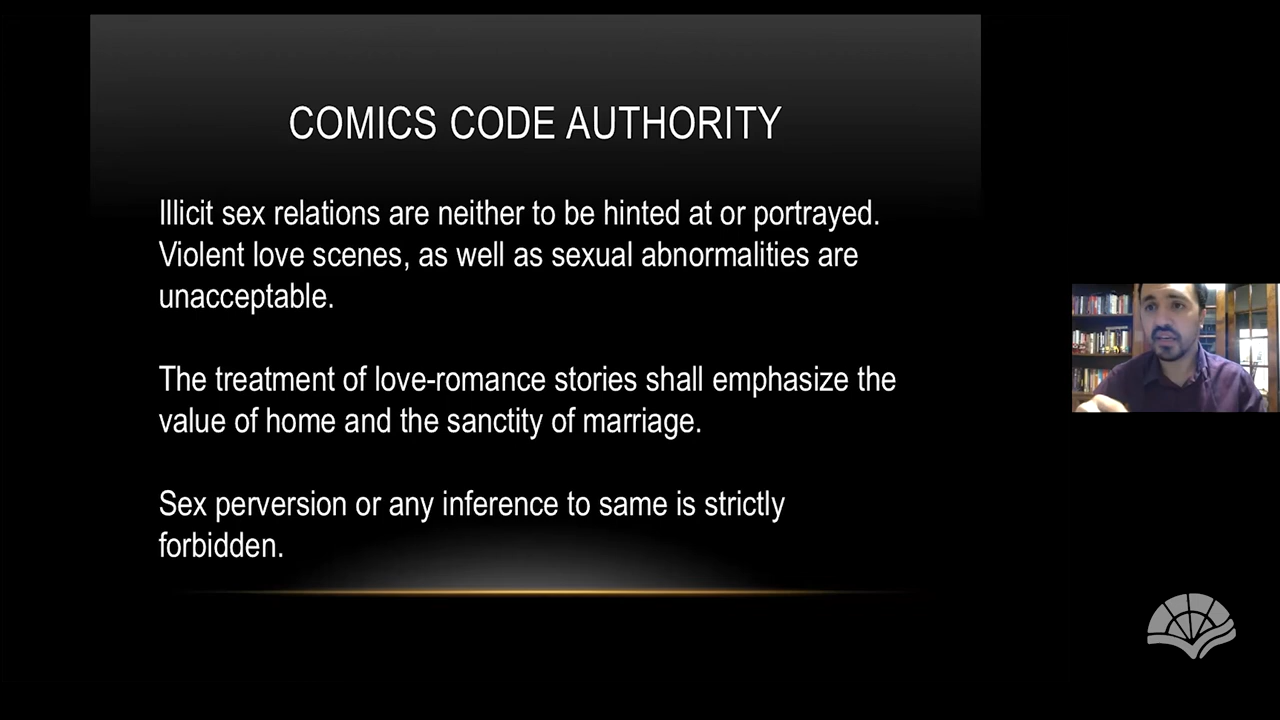 COMICS CODE AUTHORITY
Illicit sex relations are neither to be hinted at or portrayed.
Violent love scenes, as well as sexual abnormalities are
unacceptable.
The treatment of love-romance stories shall emphasize the
value of home and the sanctity of marriage.
Sex perversion or any inference to same is strictly
forbidden.